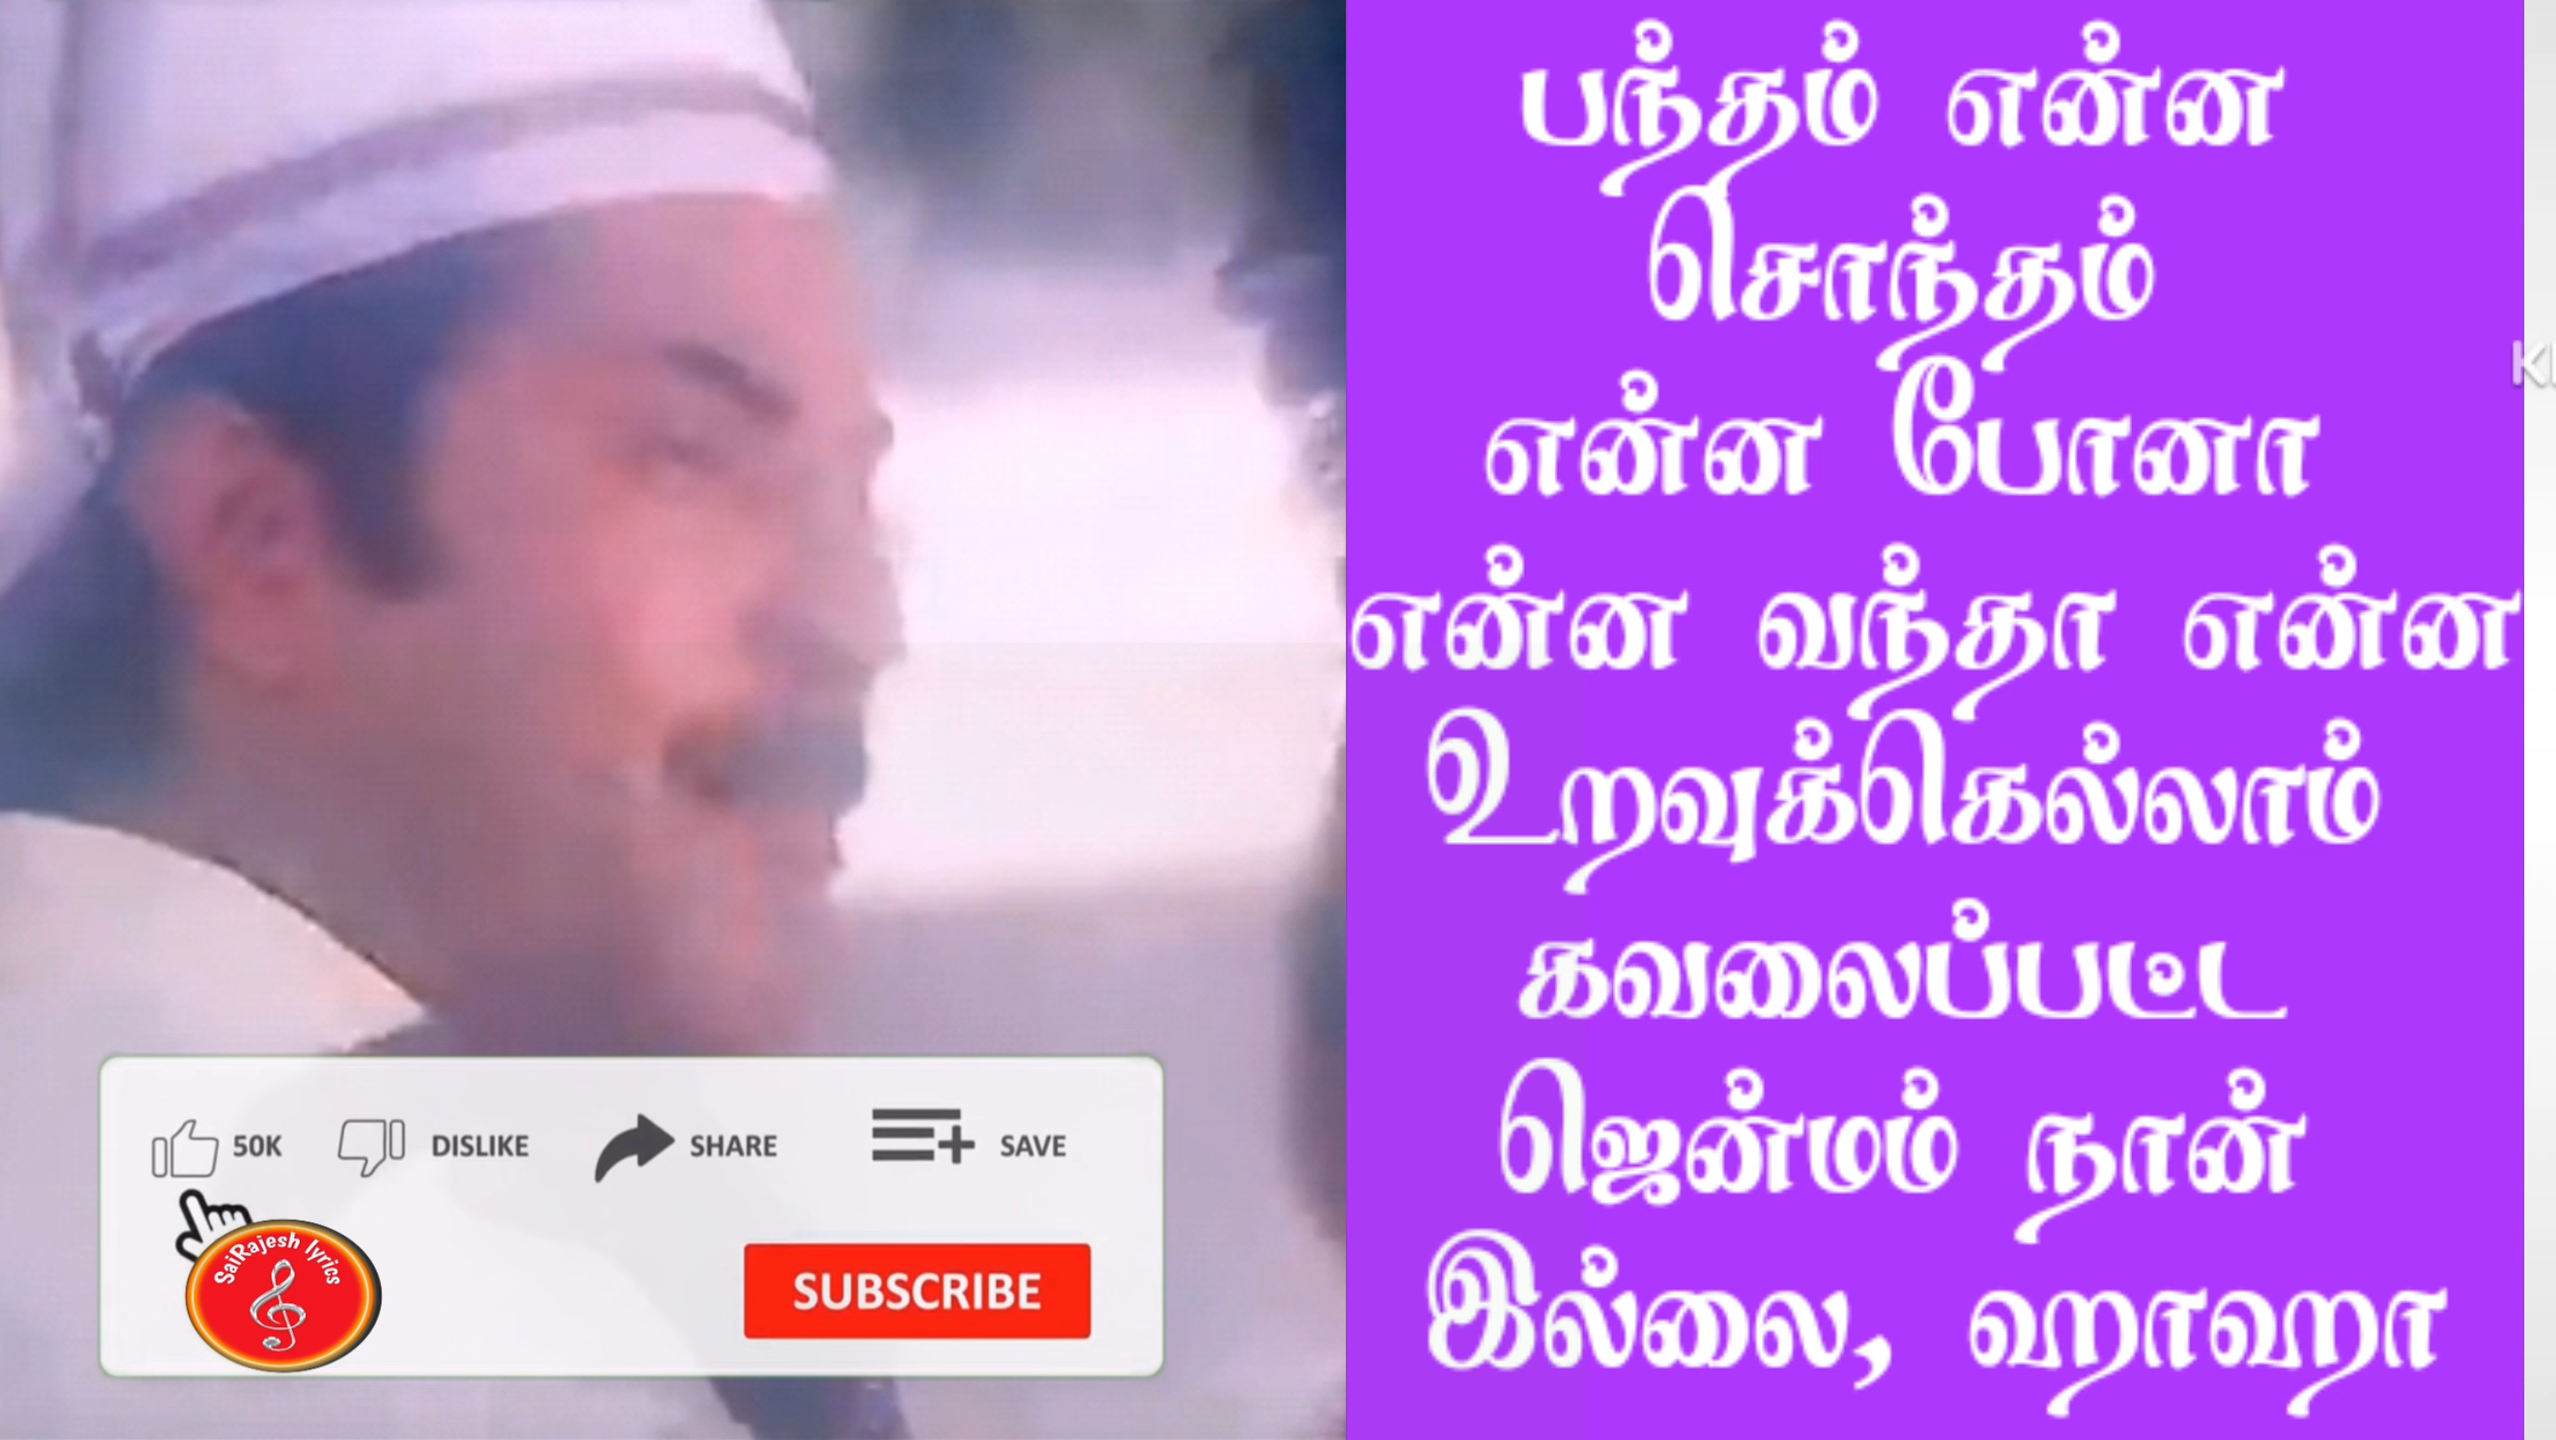 பந்தம் என்ன
சொந்தம்
என்ன போனா
என்ன வந்தா என்ன
உறவுக்கெல்லாம்
கவலைப்பட்ட
ஜென்மம் நான்
இல்லை, ஹாஹா
50K DISLIKE SHARE SAVE
SaiRajesh lyrics
SUBSCRIBE